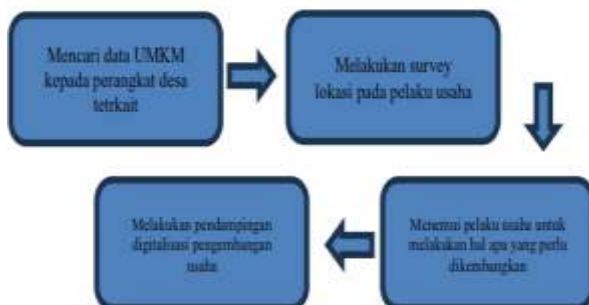 Mencari data UMKM
kepada perangkat desa
tetrkait
Melakukan survey
lokasi pada pelaku usaha
Menemui pelaku usaha untuk
melakukan hal apa yang perlu
dikembangkan
Melakukan pendampingan
digitalisasi pengembangan
usaha